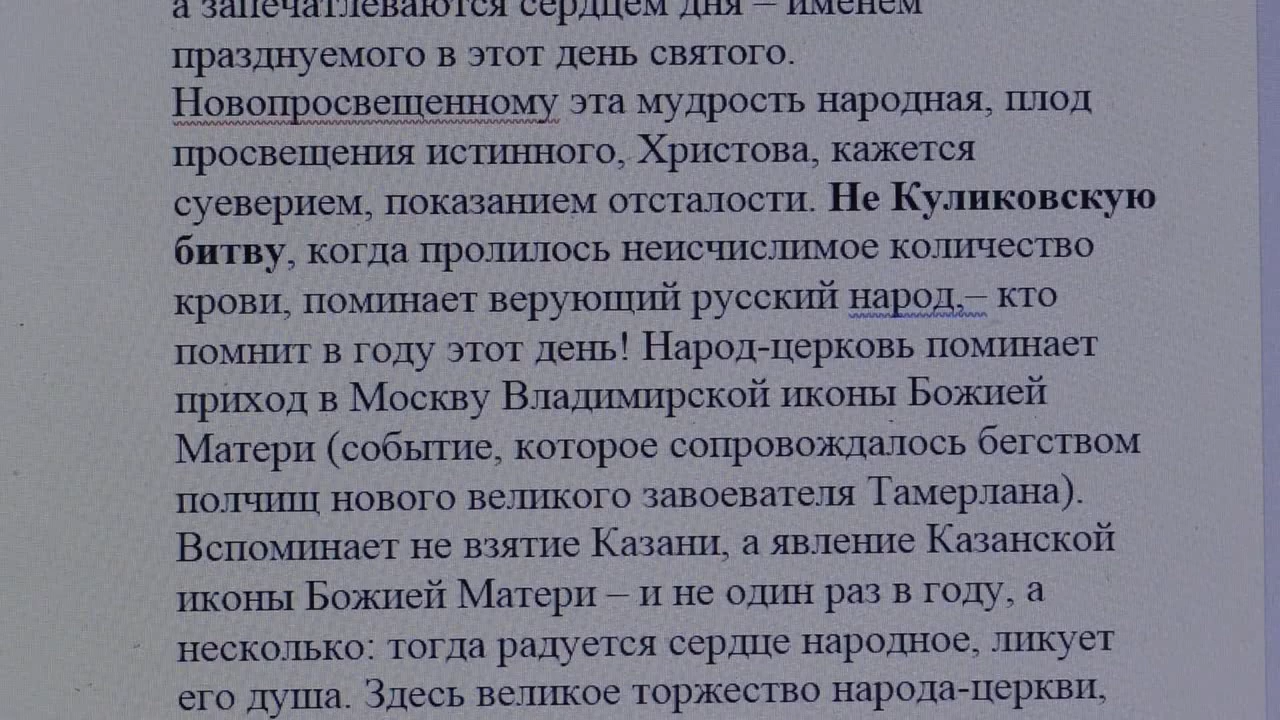 а запечатлеваются сердцем дня – именем
празднуемого в этот день святого.
Новопросвещенному эта мудрость народная, плод
просвещения истинного, Христова, кажется
суеверием, показанием отсталости. Не Куликовскую
битву, когда пролилось неисчислимое количество
крови, поминает верующий русский народ,– кто
помнит в году этот день! Народ-церковь поминает
приход в Москву Владимирской иконы Божией
Матери (событие, которое сопровождалось бегством
полчищ нового великого завоевателя Тамерлана).
Вспоминает не взятие Казани, а явление Казанской
иконы Божией Матери – и не один раз в году, а
несколько: тогда радуется сердце народное, ликует
его душа. Здесь великое торжество народа-церкви,